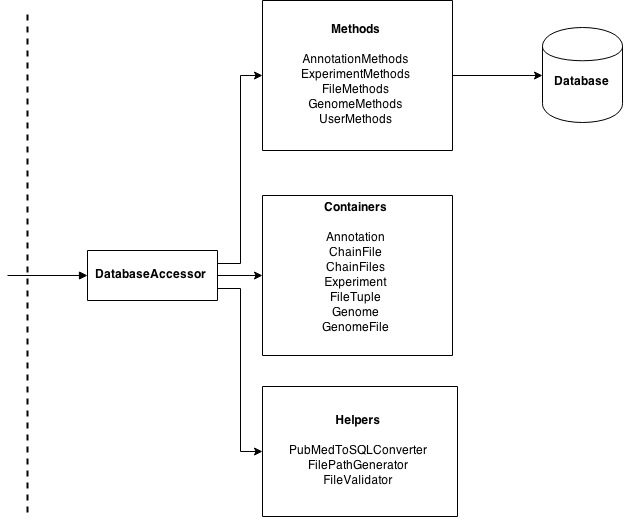 Methods
AnnotationMethods
ExperimentMethods
FileMethods
GenomeMethods
UserMethods
Database
Containers
Annotation
ChainFile
ChainFiles
Experiment
FileTuple
Genome
GenomeFile
DatabaseAccessor
Helpers
PubMedToSQLConverter
FilePathGenerator
FileValidator